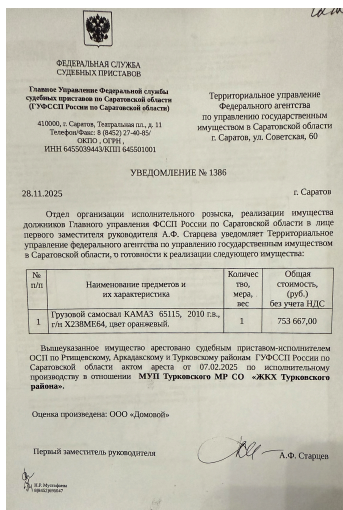 ФЕДЕРАЛЬНАЯ СЛУЖБА
СУДЕБНЫХ ПРИСТАВОВ
Главное Управление Федеральной службы
судебных приставов по Саратовской области
(ГУФССП России по Саратовской области)
410000, г. Саратов, Театральная пл., д. 11
Телефон/Факс: 8 (8452) 27-40-85/
ОКПО , ОГРН ,
ИНН 6455039443/КПП 645501001
Территориальное управление
Федерального агентства
по управлению государственным
имуществом в Саратовской области
г. Саратов, ул. Советская, 60
УВЕДОМЛЕНИЕ № 1386
28.11.2025
г. Саратов
Отдел организации исполнительного розыска, реализации имущества
должников Главного управления ФССП России по Саратовской области в лице
первого заместителя руководителя А.Ф. Старцева уведомляет Территориальное
управление федерального агентства по управлению государственным имуществом
в Саратовской области, о готовности к реализации следующего имущества:
№ п/п
Наименование предметов и их характеристика
Количес тво, мера, вес
Общая стоимость, (руб.) без учета НДС
1
Грузовой самосвал КАМАЗ 65115, 2010 г.в., г/н Х238МЕ64, цвет оранжевый.
1
753 667,00
Вышеуказанное имущество арестовано судебным приставом-исполнителем
ОСП по Ртищевскому, Аркадакскому и Турковскому районам ГУФССП России по
Саратовской области актом ареста от 07.02.2025 по исполнительному
производству в отношении МУП Турковского МР СО «ЖКХ Турковского
района».
Оценка произведена: ООО «Домовой»
Первый заместитель руководителя
А.Ф. Старцев
Н.Р. Мустафаева